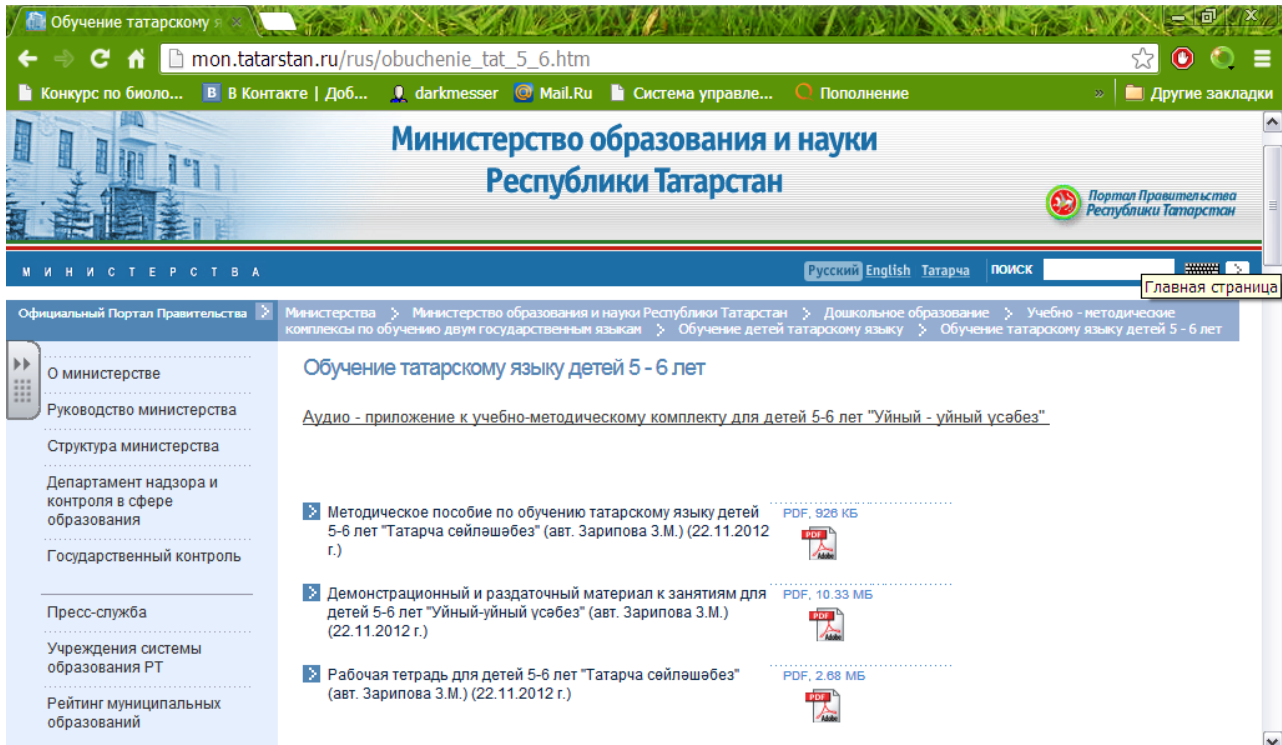 Обучение татарскому я
mon.tatarstan.ru/rus/obuchenie_tat_5_6.htm
Конкурс по биоло...
В В Контакте | Доб...
darkmesser
Mail.Ru
Система управле...
Пополнение
»
Другие закладки
Министерство образования и науки
Республики Татарстан
Портал Правительства
Республики Татарстан
МИНИСТЕРСТВА
Русский English Татарча ПОИСК
Главная страница
Официальный Портал Правительства
Министерства > Министерство образования и науки Республики Татарстан > Дошкольное образование > Учебно - методические
комплексы по обучению двум государственным языкам > Обучение детей татарскому языку > Обучение татарскому языку детей 5 - 6 лет
О министерстве
Руководство министерства
Структура министерства
Департамент надзора и
контроля в сфере
образования
Государственный контроль
Пресс-служба
Учреждения системы
образования РТ
Рейтинг муниципальных
образований
Обучение татарскому языку детей 5 - 6 лет
Аудио - приложение к учебно-методическому комплекту для детей 5-6 лет "Уйный - уйный үсәбез"
Методическое пособие по обучению татарскому языку детей
5-6 лет "Татарча сөйләшәбез" (авт. Зарипова З.М.) (22.11.2012
г.)
PDF, 926 КБ
PDF
Adobe
Демонстрационный и раздаточный материал к занятиям для
детей 5-6 лет "Уйный-уйный үсәбез" (авт. Зарипова З.М.)
(22.11.2012 г.)
PDF, 10.33 МБ
PDF
Adobe
Рабочая тетрадь для детей 5-6 лет "Татарча сөйләшәбез"
(авт. Зарипова З.М.) (22.11.2012 г.)
PDF, 2.68 МБ
PDF
Adobe